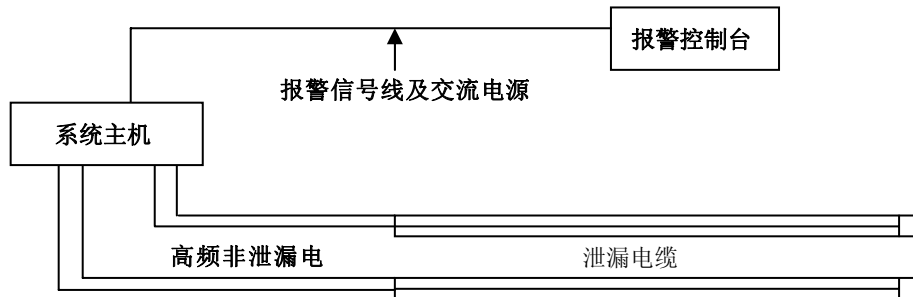 报警控制台
报警信号线及交流电源
系统主机
高频非泄漏电
泄漏电缆